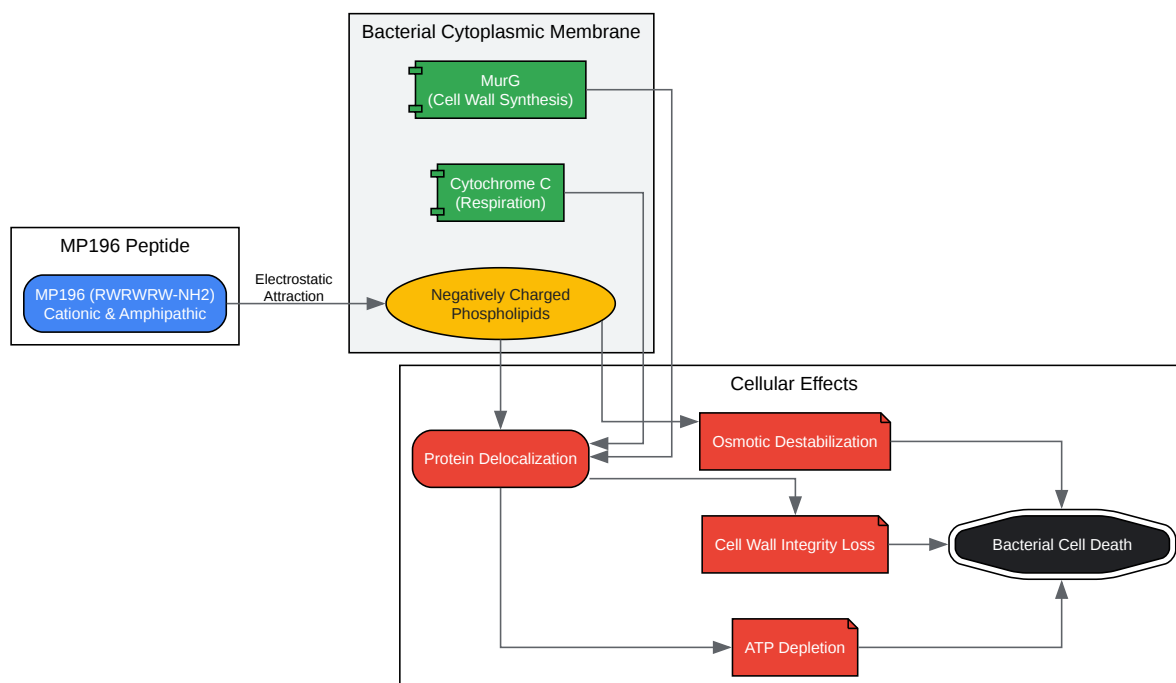 Bacterial Cytoplasmic Membrane
MurG
(Cell Wall Synthesis)
Cytochrome C
(Respiration)
MP196 Peptide
MP196 (RWRWRW-NH2)
Cationic & Amphipathic
Electrostatic
Attraction
Negatively Charged
Phospholipids
Cellular Effects
Protein Delocalization
Osmotic Destabilization
Cell Wall Integrity Loss
Bacterial Cell Death
ATP Depletion